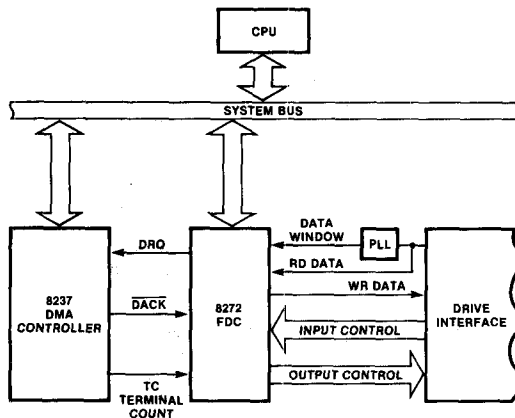 CPU
SYSTEM BUS
8237
DMA
CONTROLLER
DRQ
DACK
TC
TERMINAL
COUNT
8272
FDC
DATA
WINDOW
PLL
RD DATA
WR DATA
INPUT CONTROL
OUTPUT CONTROL
DRIVE
INTERFACE